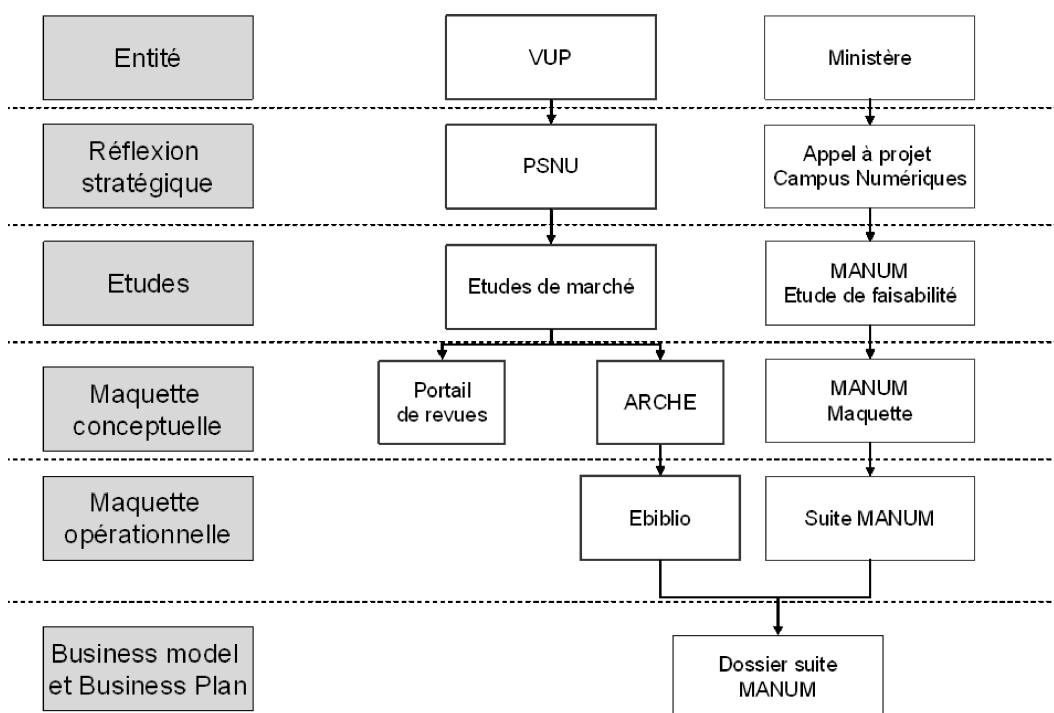 Entité
VUP
Ministère
Réflexion
stratégique
PSNU
Appel à projet
Campus Numériques
Etudes
Etudes de marché
MANUM
Etude de faisabilité
Maquette
conceptuelle
Portail
de revues
ARCHE
MANUM
Maquette
Maquette
opérationnelle
Ebiblio
Suite MANUM
Business model
et Business Plan
Dossier suite
MANUM